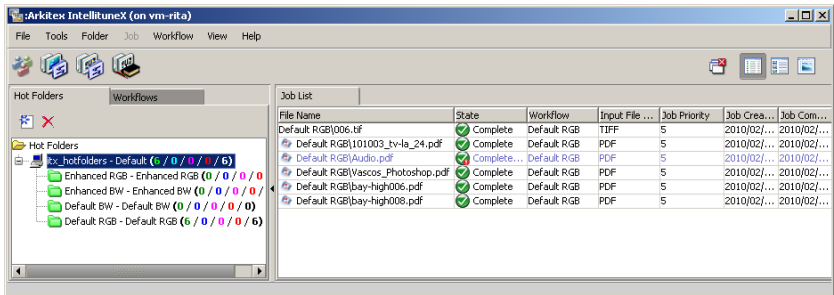 :Arkitex IntellituneX (on vm-rita)
File Tools Folder Job Workflow View Help
Hot Folders Workflows
Hot Folders
itx_hotfolders - Default (6 / 0 / 0 / 0 / 6)
Enhanced RGB - Enhanced RGB (0 / 0 / 0 / 0
Enhanced BW - Enhanced BW (0 / 0 / 0 / 0 /
Default BW - Default BW (0 / 0 / 0 / 0 / 0)
Default RGB - Default RGB (6 / 0 / 0 / 0 / 6)
Job List
File Name State Workflow Input File ... Job Priority Job Crea... Job Com...
Default RGB\006.tif Complete Default RGB TIFF 5 2010/02/... 2010/02/...
Default RGB\101003_tv-la_24.pdf Complete Default RGB PDF 5 2010/02/... 2010/02/...
Default RGB\Audio.pdf Complete... Default RGB PDF 5 2010/02/... 2010/02/...
Default RGB\Vascos_Photoshop.pdf Complete Default RGB PDF 5 2010/02/... 2010/02/...
Default RGB\bay-high006.pdf Complete Default RGB PDF 5 2010/02/... 2010/02/...
Default RGB\bay-high008.pdf Complete Default RGB PDF 5 2010/02/... 2010/02/...